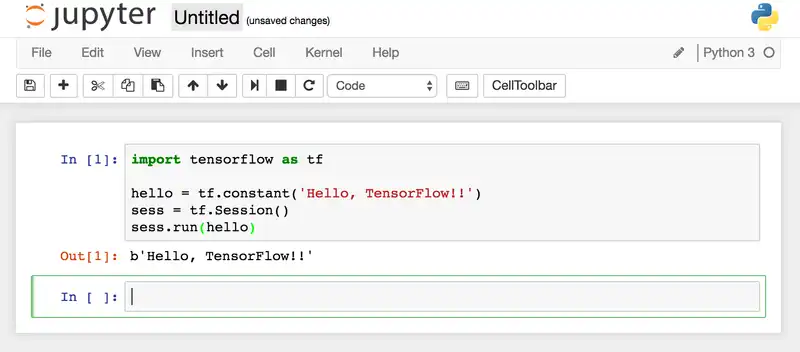 jupyter Untitled (unsaved changes)
File Edit View Insert Cell Kernel Help Python 3
Code CellToolbar
In [1]: import tensorflow as tf
hello = tf.constant('Hello, TensorFlow!!')
sess = tf.Session()
sess.run(hello)
Out[1]: b'Hello, TensorFlow!!'
In [ ]: